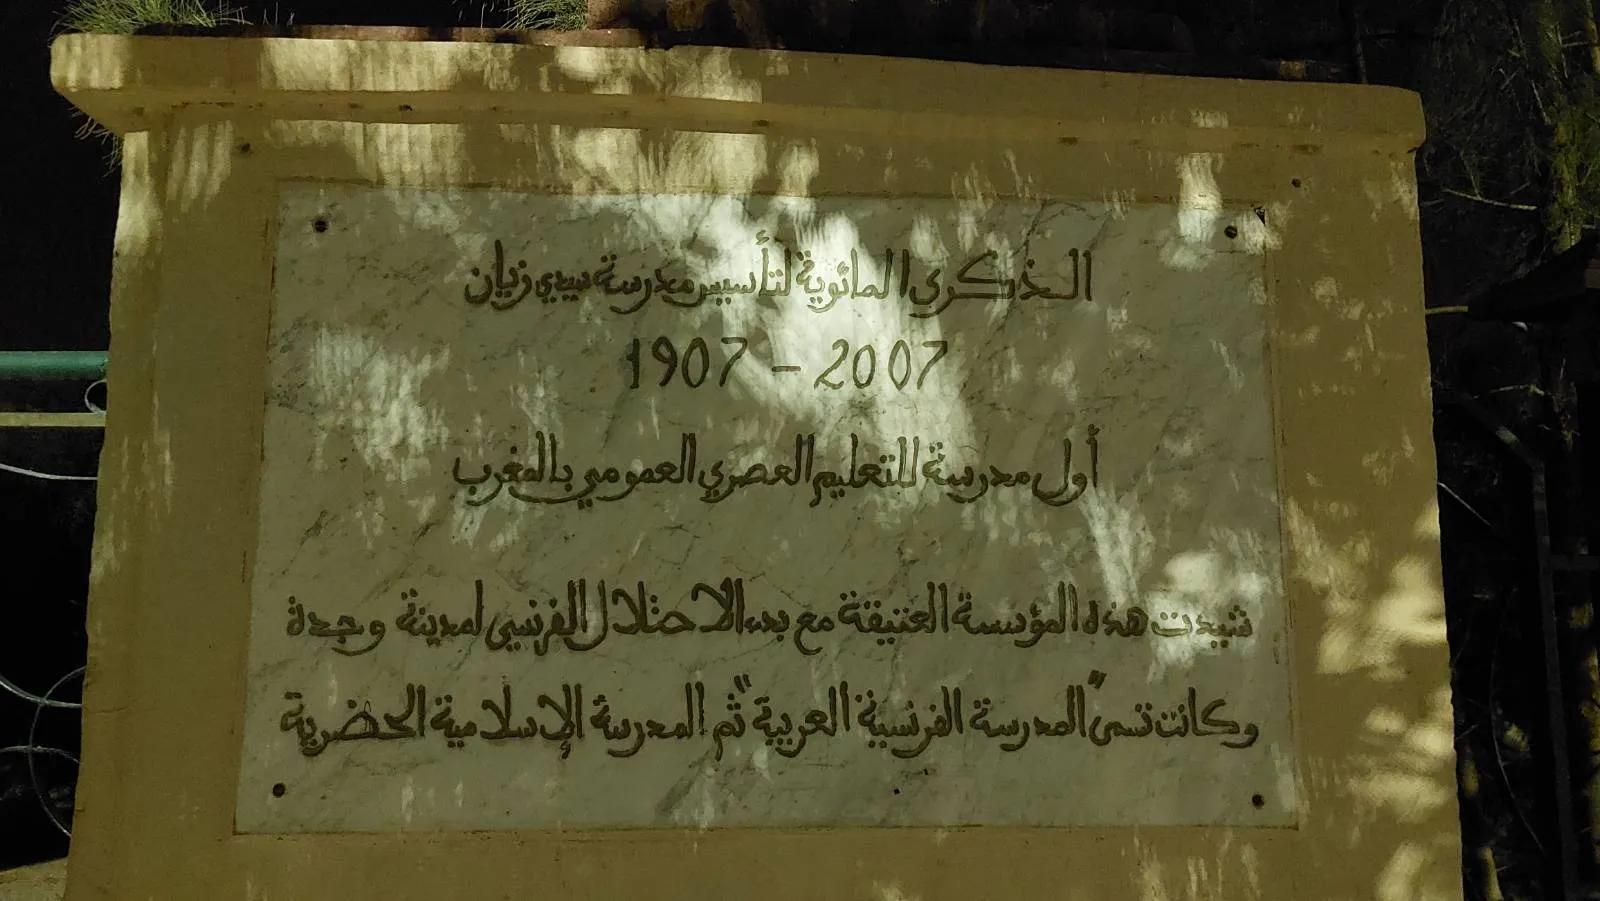 الذكرى المائوية لتأسيس مدرسة سيدي زيان
1907 - 2007
أول مدرسة للتعليم العصري العمومي بالمغرب
شيدت هذه المؤسسة العتيقة مع بدء الاحتلال الفرنسي لمدينة وجدة
وكانت تسمى "المدرسة الفرنسية العربية" ثم المدرسة الإسلامية الحضرية